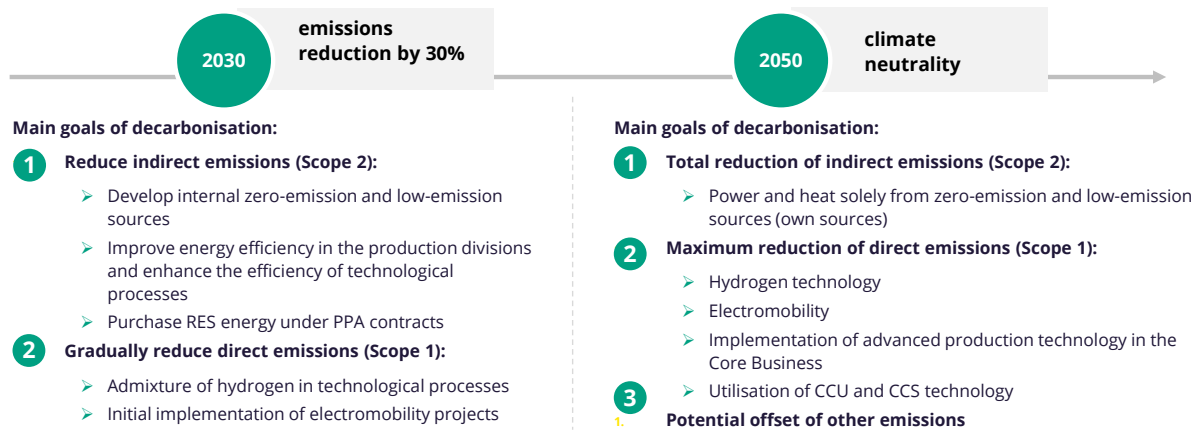 2030
emissions
reduction by 30%
2050
climate
neutrality
Main goals of decarbonisation:
1
Reduce indirect emissions (Scope 2):
Develop internal zero-emission and low-emission
sources
Improve energy efficiency in the production divisions
and enhance the efficiency of technological
processes
Purchase RES energy under PPA contracts
2
Gradually reduce direct emissions (Scope 1):
Admixture of hydrogen in technological processes
Initial implementation of electromobility projects
Main goals of decarbonisation:
1
Total reduction of indirect emissions (Scope 2):
Power and heat solely from zero-emission and low-emission
sources (own sources)
2
Maximum reduction of direct emissions (Scope 1):
Hydrogen technology
Electromobility
Implementation of advanced production technology in the
Core Business
Utilisation of CCU and CCS technology
3
1.
Potential offset of other emissions